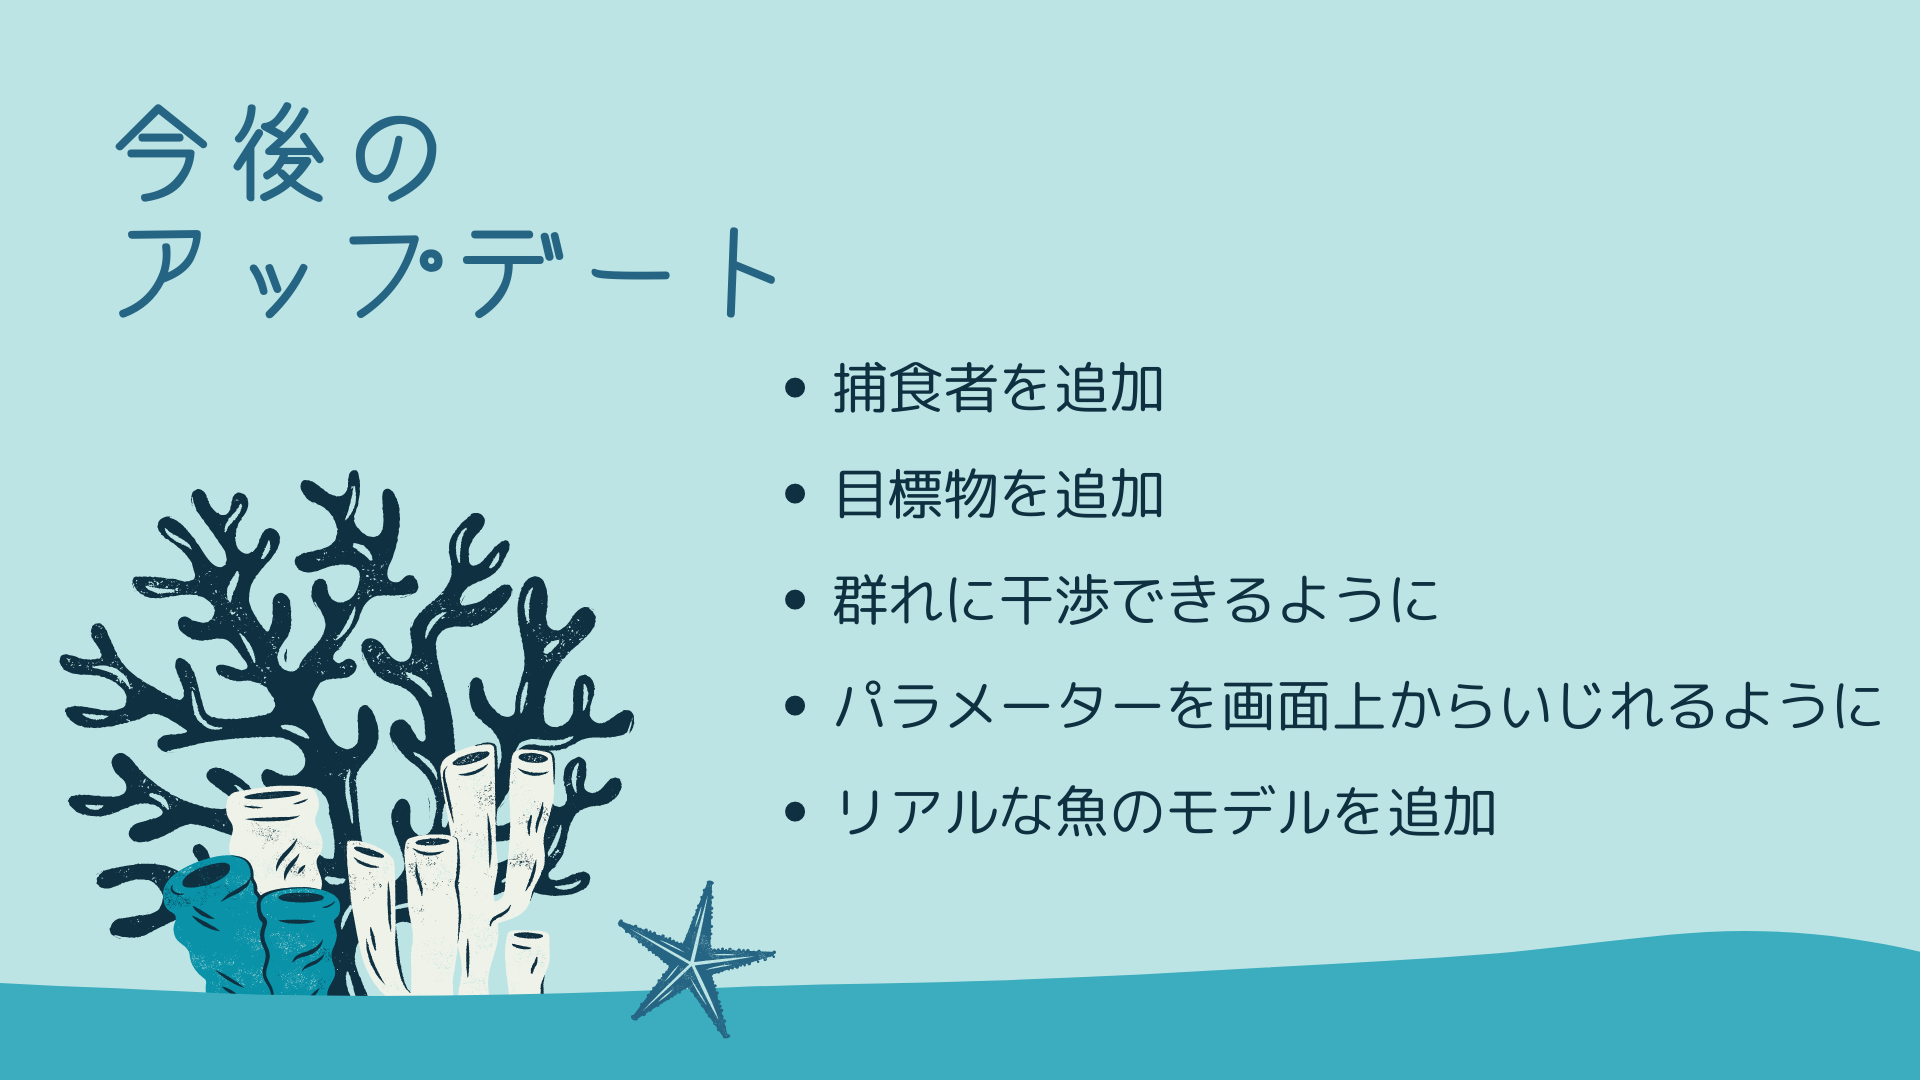 今後の
アップデート
• 捕食者を追加
• 目標物を追加
• 群れに干渉できるように
• パラメーターを画面上からいじれるように
• リアルな魚のモデルを追加